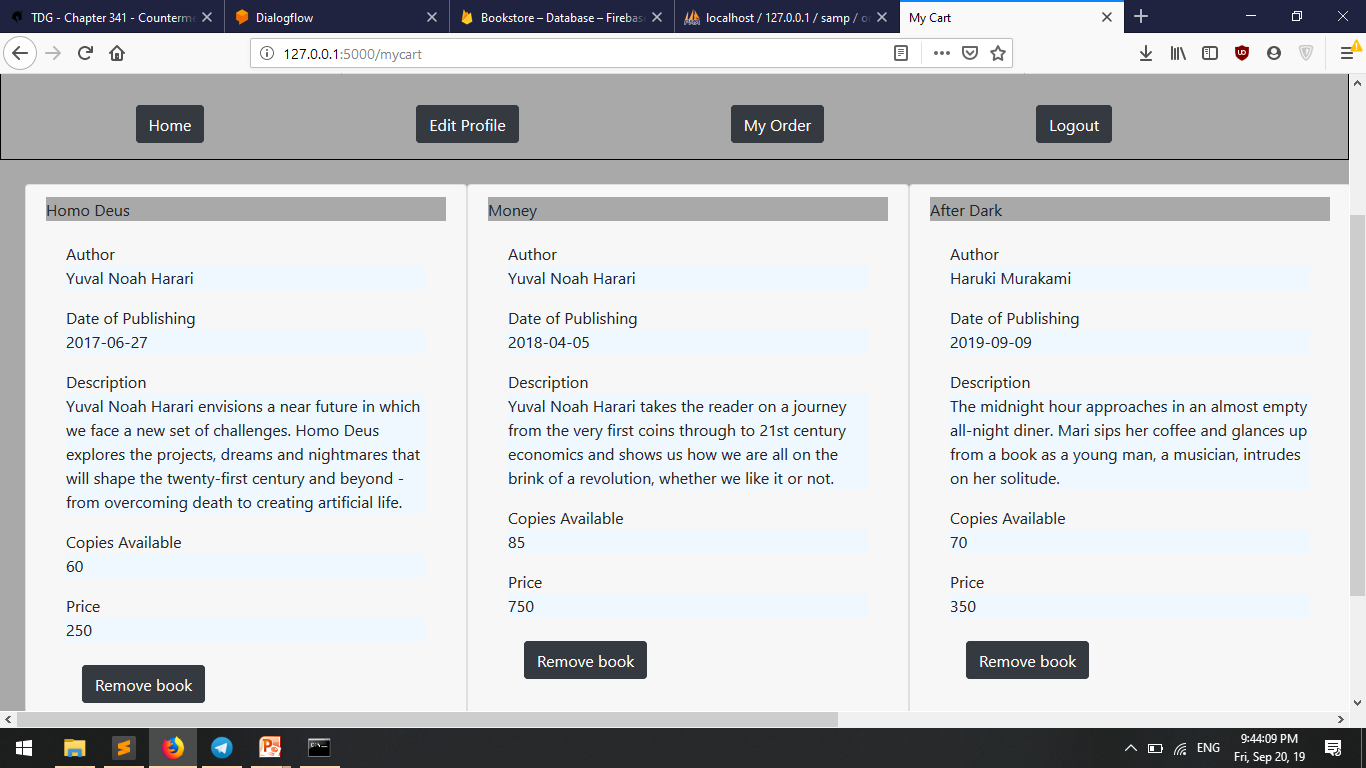 TDG - Chapter 341 - Counterme
Dialogflow
Bookstore – Database – Firebas
localhost / 127.0.0.1 / samp / o
My Cart
127.0.0.1:5000/mycart
Home
Edit Profile
My Order
Logout
Homo Deus
Author
Yuval Noah Harari
Date of Publishing
2017-06-27
Description
Yuval Noah Harari envisions a near future in which
we face a new set of challenges. Homo Deus
explores the projects, dreams and nightmares that
will shape the twenty-first century and beyond -
from overcoming death to creating artificial life.
Copies Available
60
Price
250
Remove book
Money
Author
Yuval Noah Harari
Date of Publishing
2018-04-05
Description
Yuval Noah Harari takes the reader on a journey
from the very first coins through to 21st century
economics and shows us how we are all on the
brink of a revolution, whether we like it or not.
Copies Available
85
Price
750
Remove book
After Dark
Author
Haruki Murakami
Date of Publishing
2019-09-09
Description
The midnight hour approaches in an almost empty
all-night diner. Mari sips her coffee and glances up
from a book as a young man, a musician, intrudes
on her solitude.
Copies Available
70
Price
350
Remove book
ENG
9:44:09 PM
Fri, Sep 20, 19